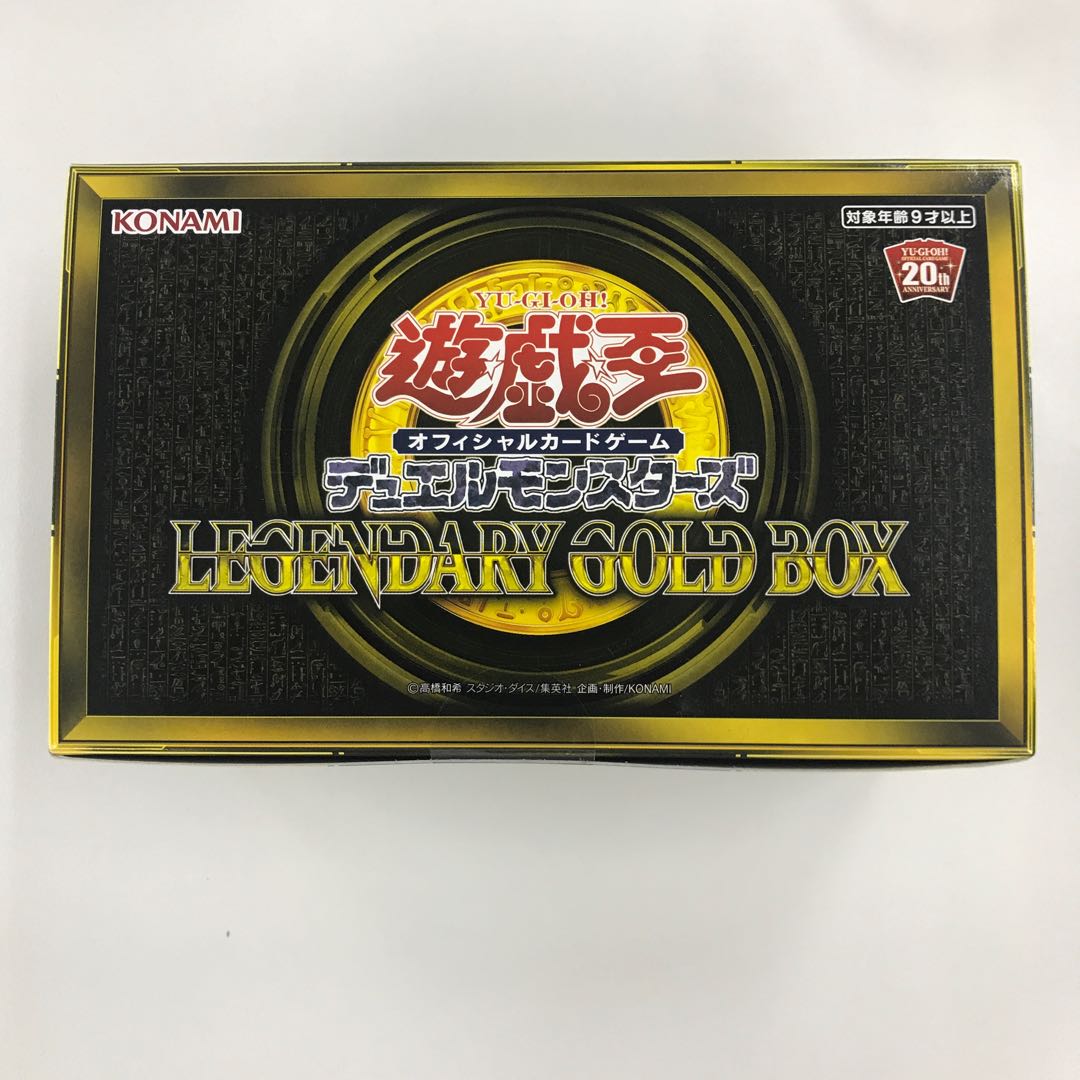 KONAMI
対象年齢9才以上
YU-GI-OH!
OFFICIAL CARD GAME
20th
ANNIVERSARY
YU-GI-OH!
遊戯王
オフィシャルカードゲーム
デュエルモンスターズ
LEGENDARY GOLD BOX
©高橋和希 スタジオ・ダイス/集英社 企画・制作/KONAMI